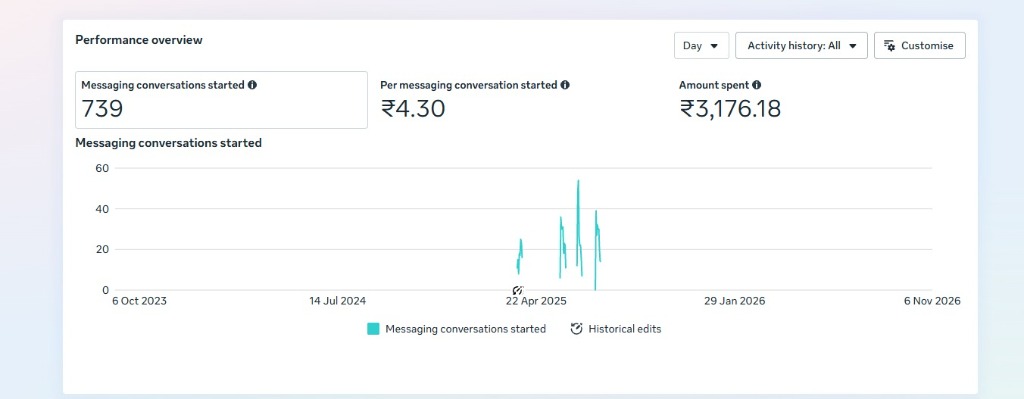 Performance overview
Day
Activity history: All
Customise
Messaging conversations started
Per messaging conversation started
Amount spent
739
₹4.30
₹3,176.18
Messaging conversations started
60
40
20
0
6 Oct 2023
14 Jul 2024
22 Apr 2025
29 Jan 2026
6 Nov 2026
Messaging conversations started
Historical edits